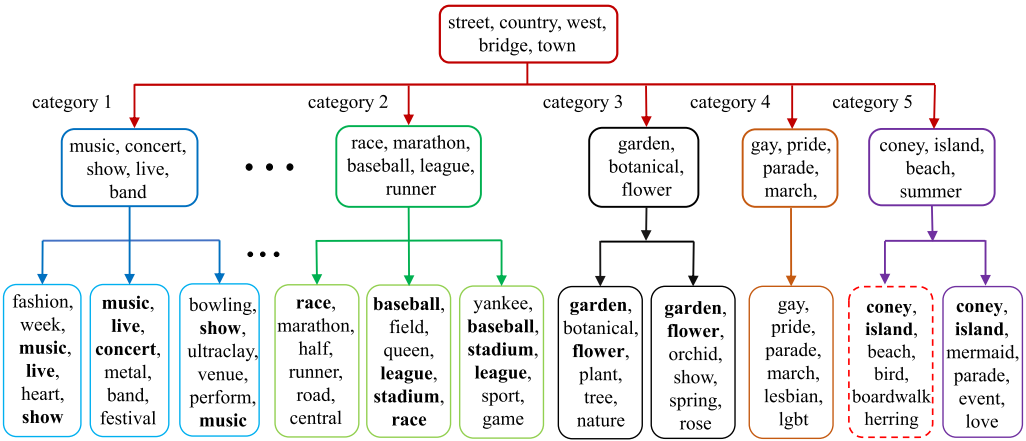 street, country, west,
bridge, town
category 1
category 2
category 3
category 4
category 5
music, concert,
show, live,
band
race, marathon,
baseball, league,
runner
garden,
botanical,
flower
gay, pride,
parade,
march,
coney, island,
beach,
summer
fashion,
week,
music,
live,
heart,
show
music,
live,
concert,
metal,
band,
festival
bowling,
show,
ultraclay,
venue,
perform,
music
race,
marathon,
half,
runner,
road,
central
baseball,
field,
queen,
league,
stadium,
race
yankee,
baseball,
stadium,
league,
sport,
game
garden,
botanical,
flower,
plant,
tree,
nature
garden,
flower,
orchid,
show,
spring,
rose
gay,
pride,
parade,
march,
lesbian,
lgbt
coney,
island,
beach,
bird,
boardwalk
herring
coney,
island,
mermaid,
parade,
event,
love